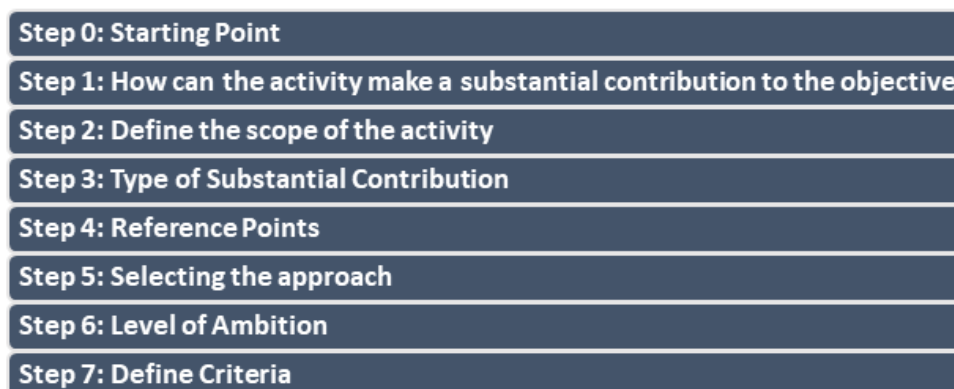 Step 0: Starting Point
Step 1: How can the activity make a substantial contribution to the objective
Step 2: Define the scope of the activity
Step 3: Type of Substantial Contribution
Step 4: Reference Points
Step 5: Selecting the approach
Step 6: Level of Ambition
Step 7: Define Criteria